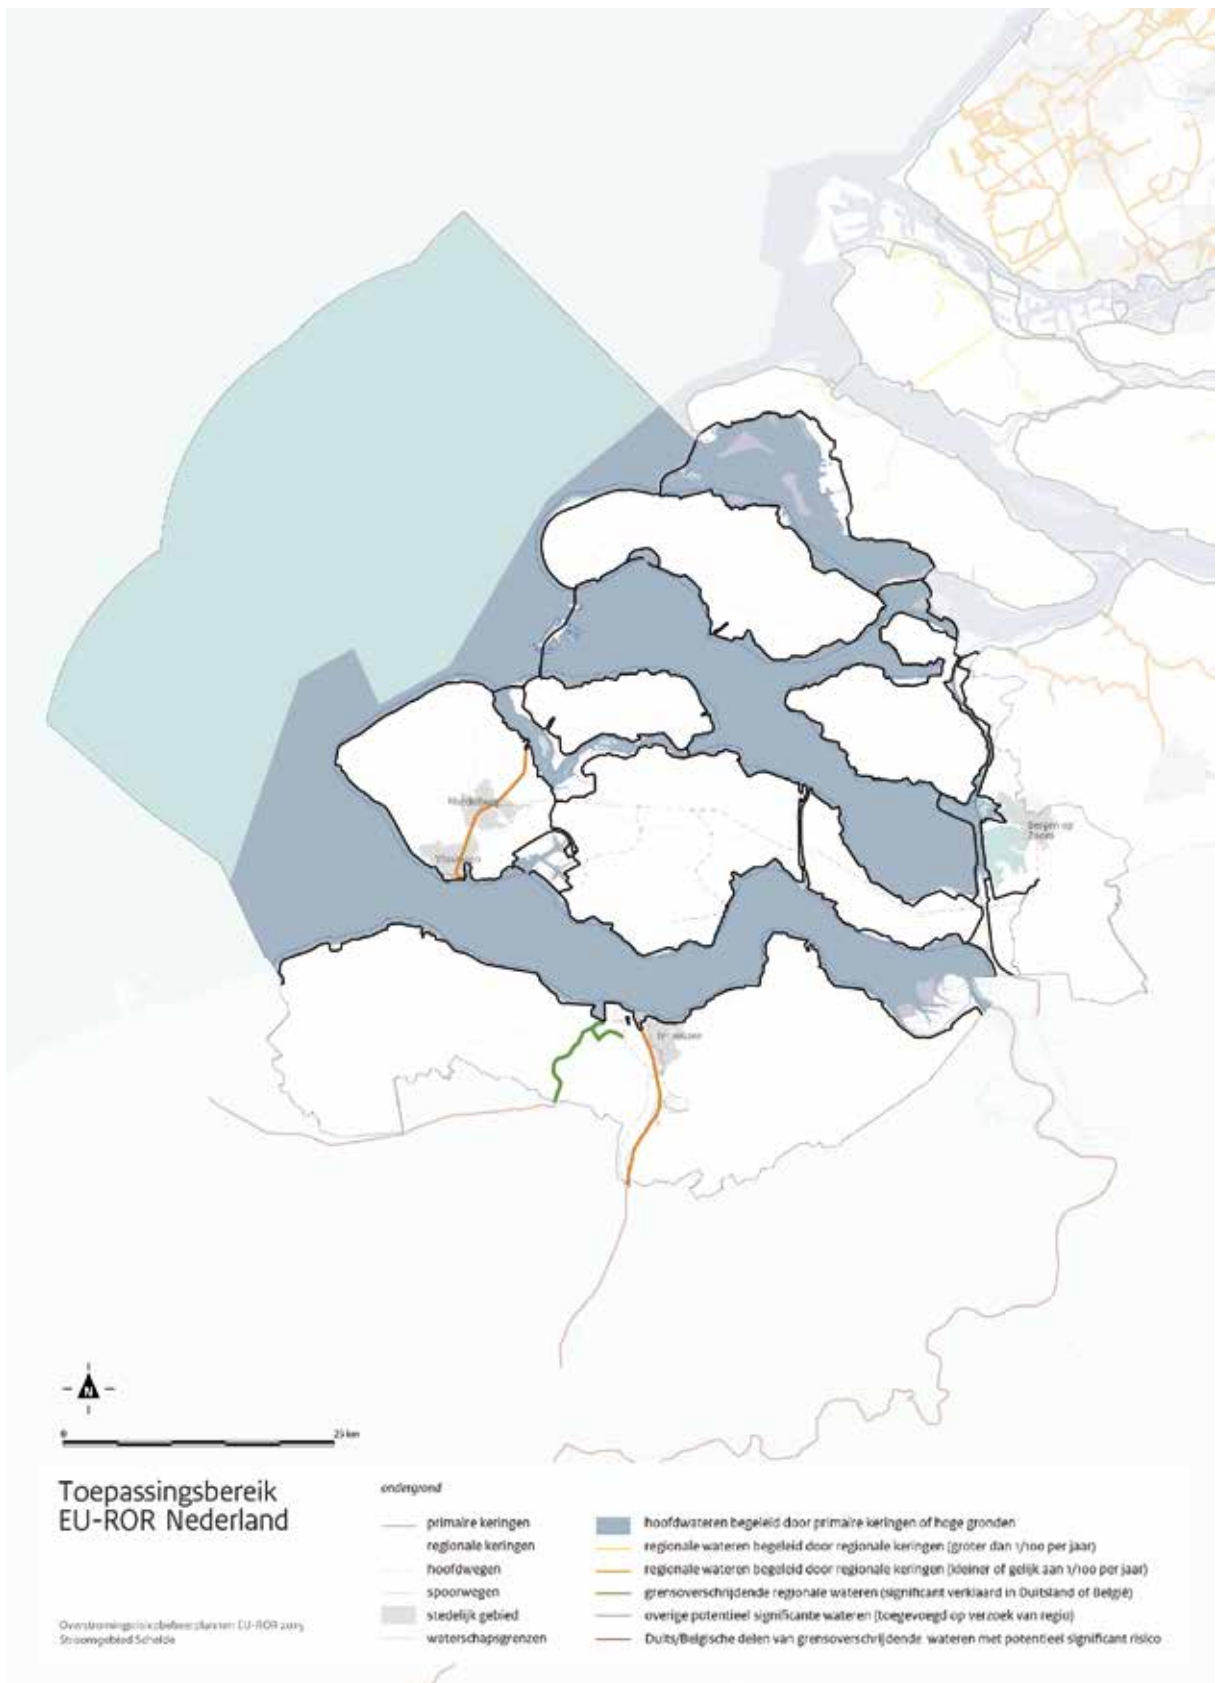 Middelburg
Vlissingen
Bergen op
Zoom
Terneuzen
N
0
25 km
Toepassingsbereik
EU-ROR Nederland
Overstromingsrisicobeheerplannen EU-ROR 2015
Stroomgebied Schelde
ondergrond
primaire keringen
regionale keringen
hoofdwegen
spoorwegen
stedelijk gebied
waterschapsgrenzen
hoofdwateren begeleid door primaire keringen of hoge gronden
regionale wateren begeleid door regionale keringen (groter dan 1/100 per jaar)
regionale wateren begeleid door regionale keringen (kleiner of gelijk aan 1/100 per jaar)
grensoverschrijdende regionale wateren (significant verklaard in Duitsland of België)
overige potentieel significante wateren (toegevoegd op verzoek van regio)
Duits/Belgische delen van grensoverschrijdende wateren met potentieel significant risico